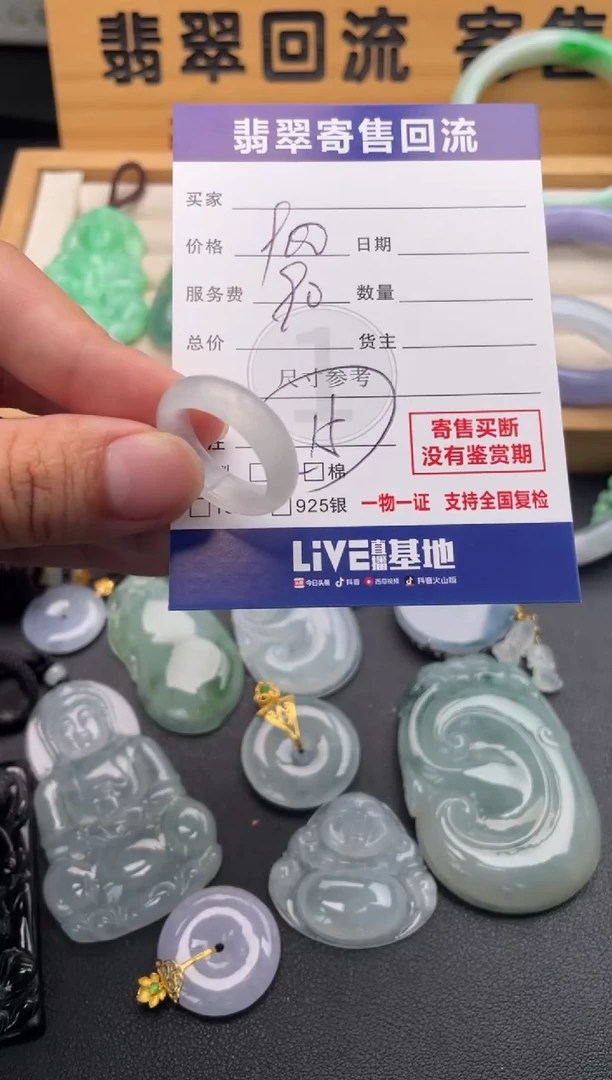 翡翠回流 寄售
翡翠寄售回流
买家
价格 日期
服务费 80 数量
总价 货主
尺寸参考
15
棉
寄售买断
没有鉴赏期
925银 一物一证 支持全国复检
LIVE直播基地
今日头条 抖音 西瓜视频 抖音火山版